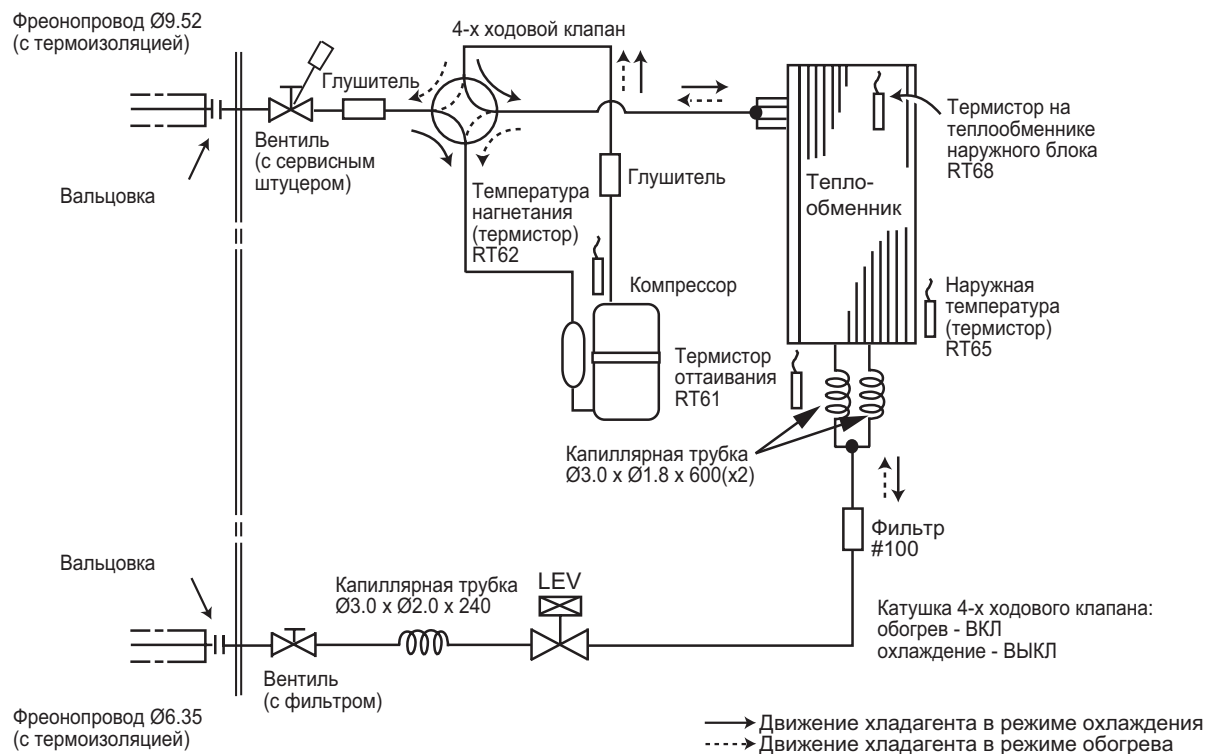 Фреонопровод Ø9.52
(с термоизоляцией)
4-х ходовой клапан
Глушитель
Вентиль
(с сервисным
штуцером)
Вальцовка
Термистор на
теплообменнике
наружного блока
RT68
Глушитель
Тепло-
обменник
Температура
нагнетания
(термистор)
RT62
Компрессор
Наружная
температура
(термистор)
RT65
Термистор
оттаивания
RT61
Капиллярная трубка
Ø3.0 x Ø1.8 x 600(x2)
Фильтр
#100
Вальцовка
Капиллярная трубка
Ø3.0 x Ø2.0 x 240
LEV
Катушка 4-х ходового клапана:
обогрев - ВКЛ
охлаждение - ВЫКЛ
Вентиль
(с фильтром)
Фреонопровод Ø6.35
(с термоизоляцией)
Движение хладагента в режиме охлаждения
Движение хладагента в режиме обогрева